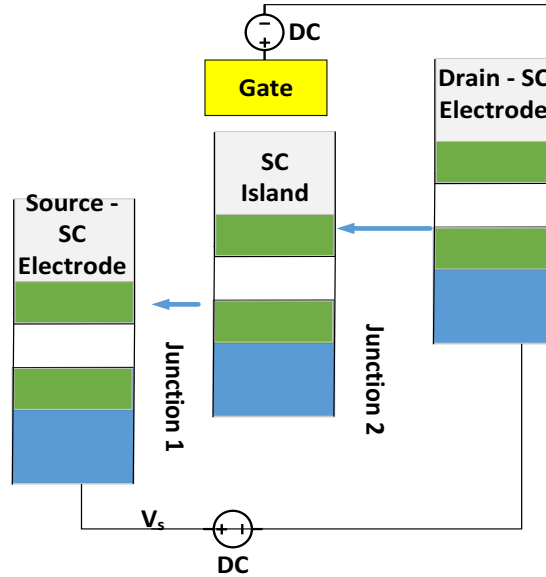 DC
Gate
Drain - SC
Electrode
SC
Island
Source -
SC
Electrode
Junction 1
Junction 2
Vs
DC